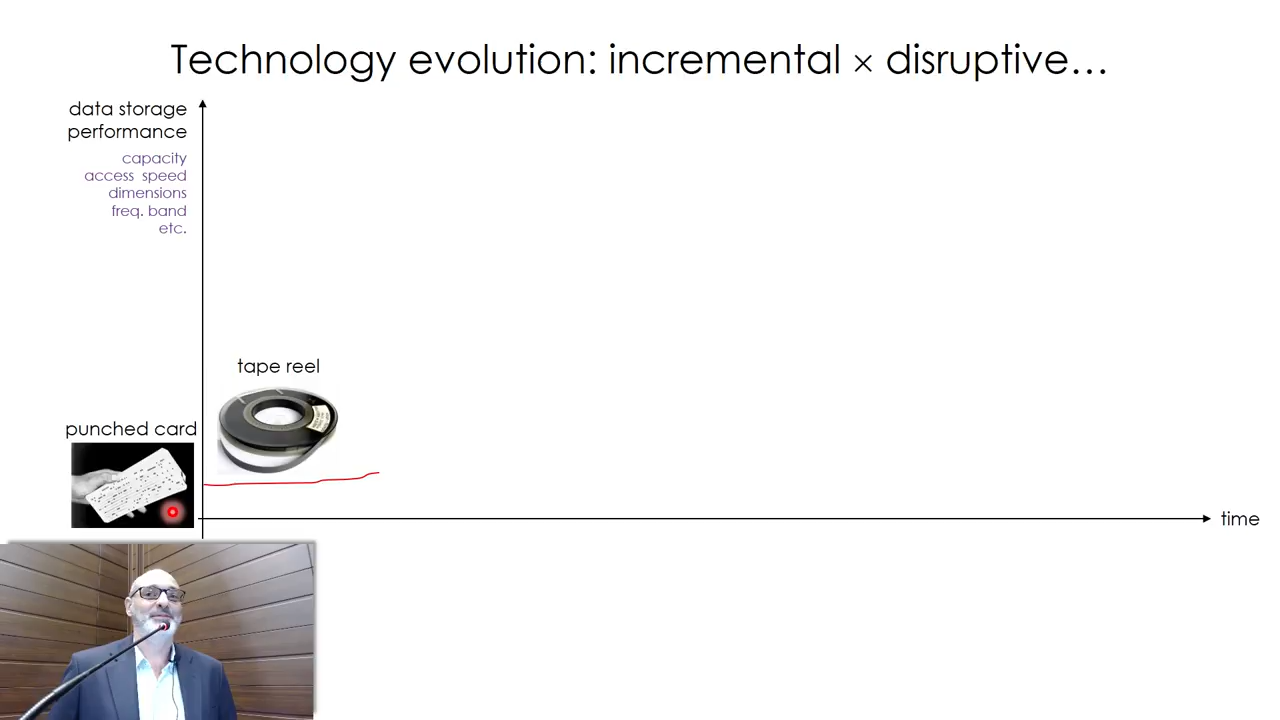 Technology evolution: incremental × disruptive…
data storage
performance
capacity
access speed
dimensions
freq. band
etc.
tape reel
punched card
time